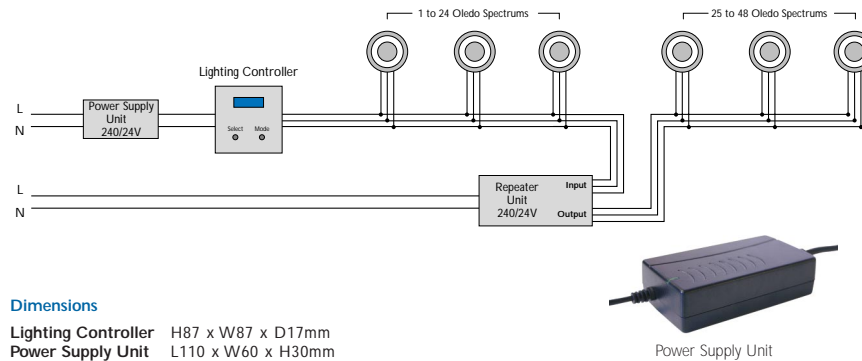 1 to 24 Oledo Spectrums
25 to 48 Oledo Spectrums
Lighting Controller
L
N
Power Supply
Unit
240/24V
Select Mode
L
N
Repeater
Unit
240/24V
Input
Output
Dimensions
Lighting Controller H87 x W87 x D17mm
Power Supply Unit L110 x W60 x H30mm
Power Supply Unit